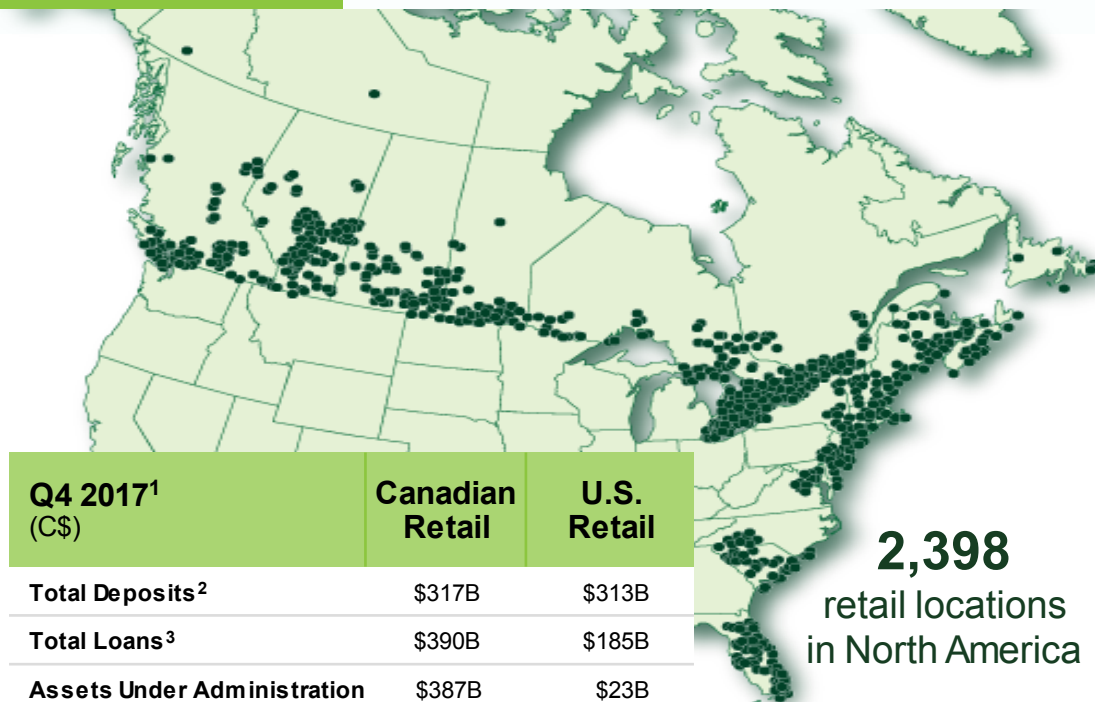 Q4 2017¹ Canadian U.S.
(C$) Retail Retail
Total Deposits² $317B $313B
Total Loans³ $390B $185B
Assets Under Administration $387B $23B
2,398
retail locations
in North America